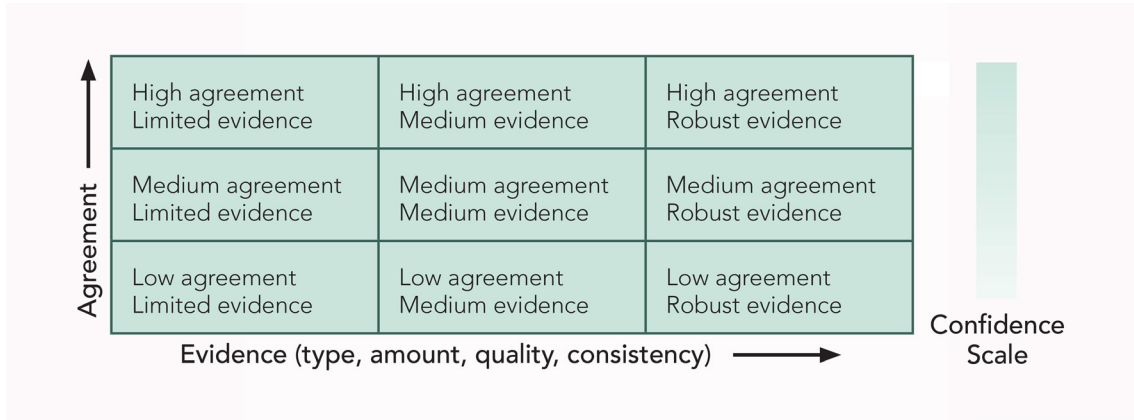 High agreement
Limited evidence
High agreement
Medium evidence
High agreement
Robust evidence
Medium agreement
Limited evidence
Medium agreement
Medium evidence
Medium agreement
Robust evidence
Low agreement
Limited evidence
Low agreement
Medium evidence
Low agreement
Robust evidence
Agreement
Evidence (type, amount, quality, consistency)
Confidence
Scale